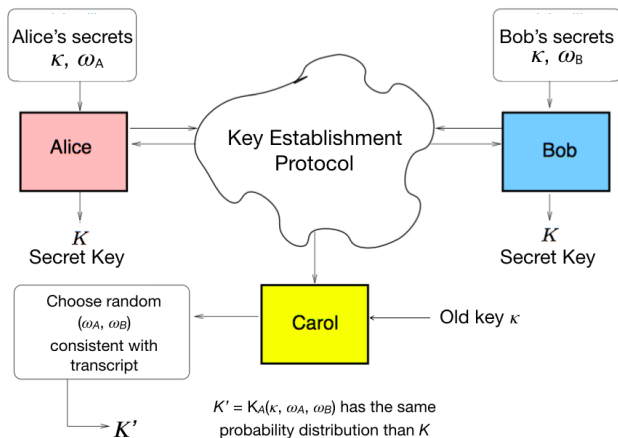 Alice's secrets
κ, ωA
Bob's secrets
κ, ωB
Alice
Key Establishment
Protocol
Bob
K
Secret Key
K
Secret Key
Choose random
(ωA, ωB)
consistent with
transcript
Carol
Old key κ
K' = KA(κ, ωA, ωB) has the same
probability distribution than K
K'